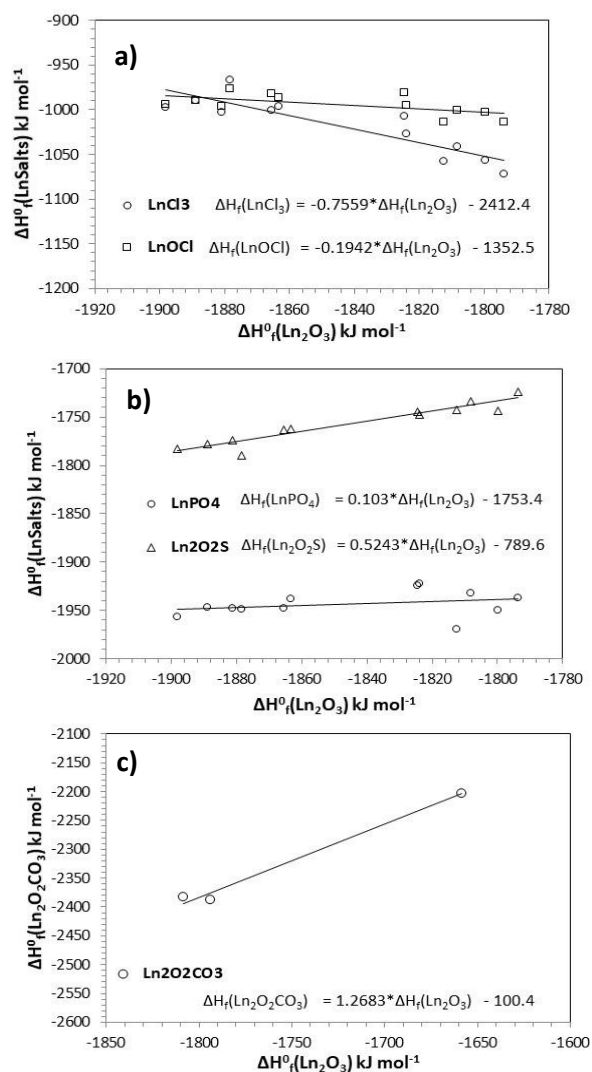 a)
-900
-950
-1000
-1050
-1100
-1150
-1200
ΔH⁰f(LnSalts) kJ mol⁻¹
○ LnCl3 ΔHf(LnCl₃) = -0.7559*ΔHf(Ln₂O₃) - 2412.4
□ LnOCl ΔHf(LnOCl) = -0.1942*ΔHf(Ln₂O₃) - 1352.5
-1920 -1900 -1880 -1860 -1840 -1820 -1800 -1780
ΔH⁰f(Ln₂O₃) kJ mol⁻¹
b)
-1700
-1750
-1800
-1850
-1900
-1950
-2000
ΔH⁰f(LnSalts) kJ mol⁻¹
○ LnPO4 ΔHf(LnPO₄) = 0.103*ΔHf(Ln₂O₃) - 1753.4
△ Ln2O2S ΔHf(Ln₂O₂S) = 0.5243*ΔHf(Ln₂O₃) - 789.6
-1920 -1900 -1880 -1860 -1840 -1820 -1800 -1780
ΔH⁰f(Ln₂O₃) kJ mol⁻¹
c)
-2100
-2200
-2300
-2400
-2500
-2600
ΔH⁰f(Ln₂O₂CO₃) kJ mol⁻¹
○ Ln2O2CO3
ΔHf(Ln₂O₂CO₃) = 1.2683*ΔHf(Ln₂O₃) - 100.4
-1850 -1800 -1750 -1700 -1650 -1600
ΔH⁰f(Ln₂O₃) kJ mol⁻¹